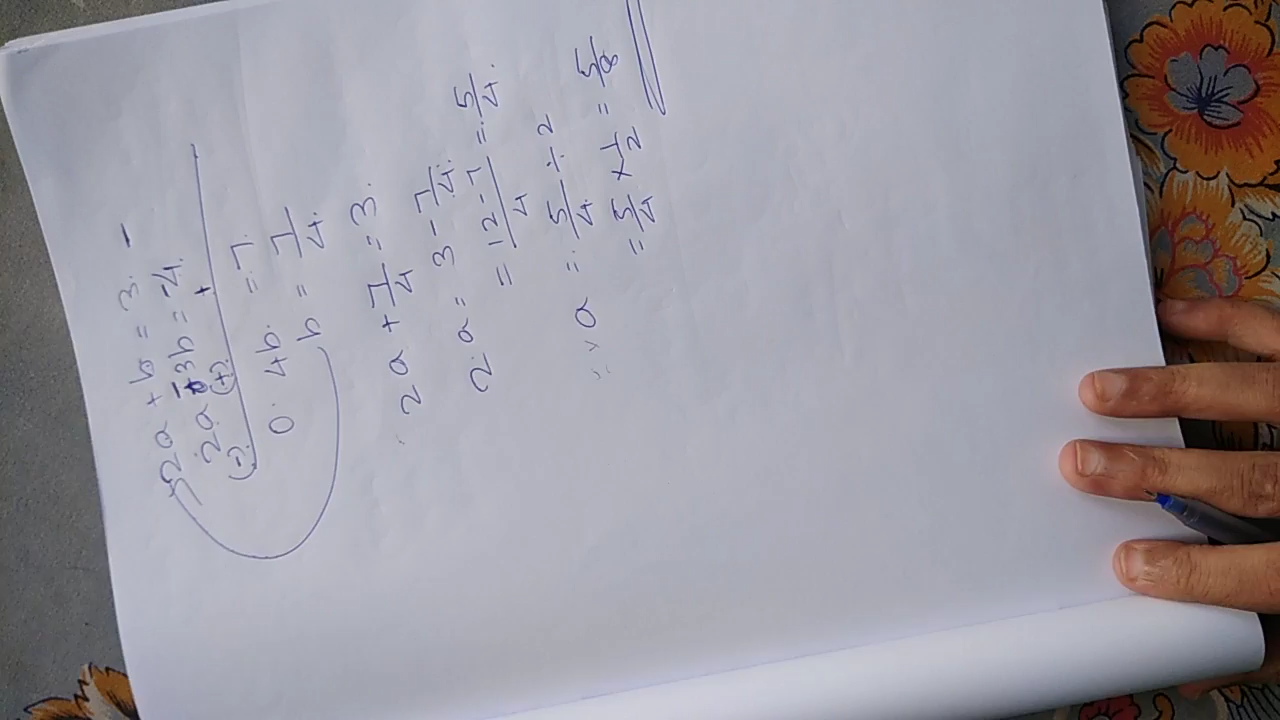 2a + b = 3. -
2a - 3b = -4.
(-) (+) +
0. 4b. = 7.
b = 7/4.
2a + 7/4 = 3.
2a = 3 - 7/4.
= 12-7/4 = 5/4.
∴ a = 5/4 ÷ 2
= 5/4 × 1/2 = 5/8